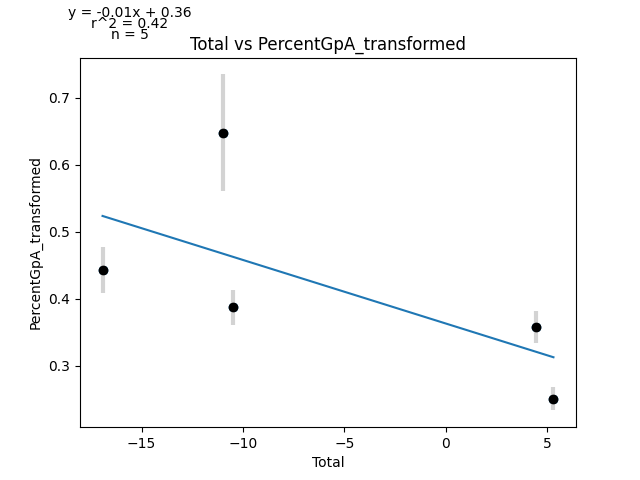 y = -0.01x + 0.36
r^2 = 0.42
n = 5
Total vs PercentGpA_transformed
PercentGpA_transformed
0.7
0.6
0.5
0.4
0.3
−15
−10
−5
0
5
Total